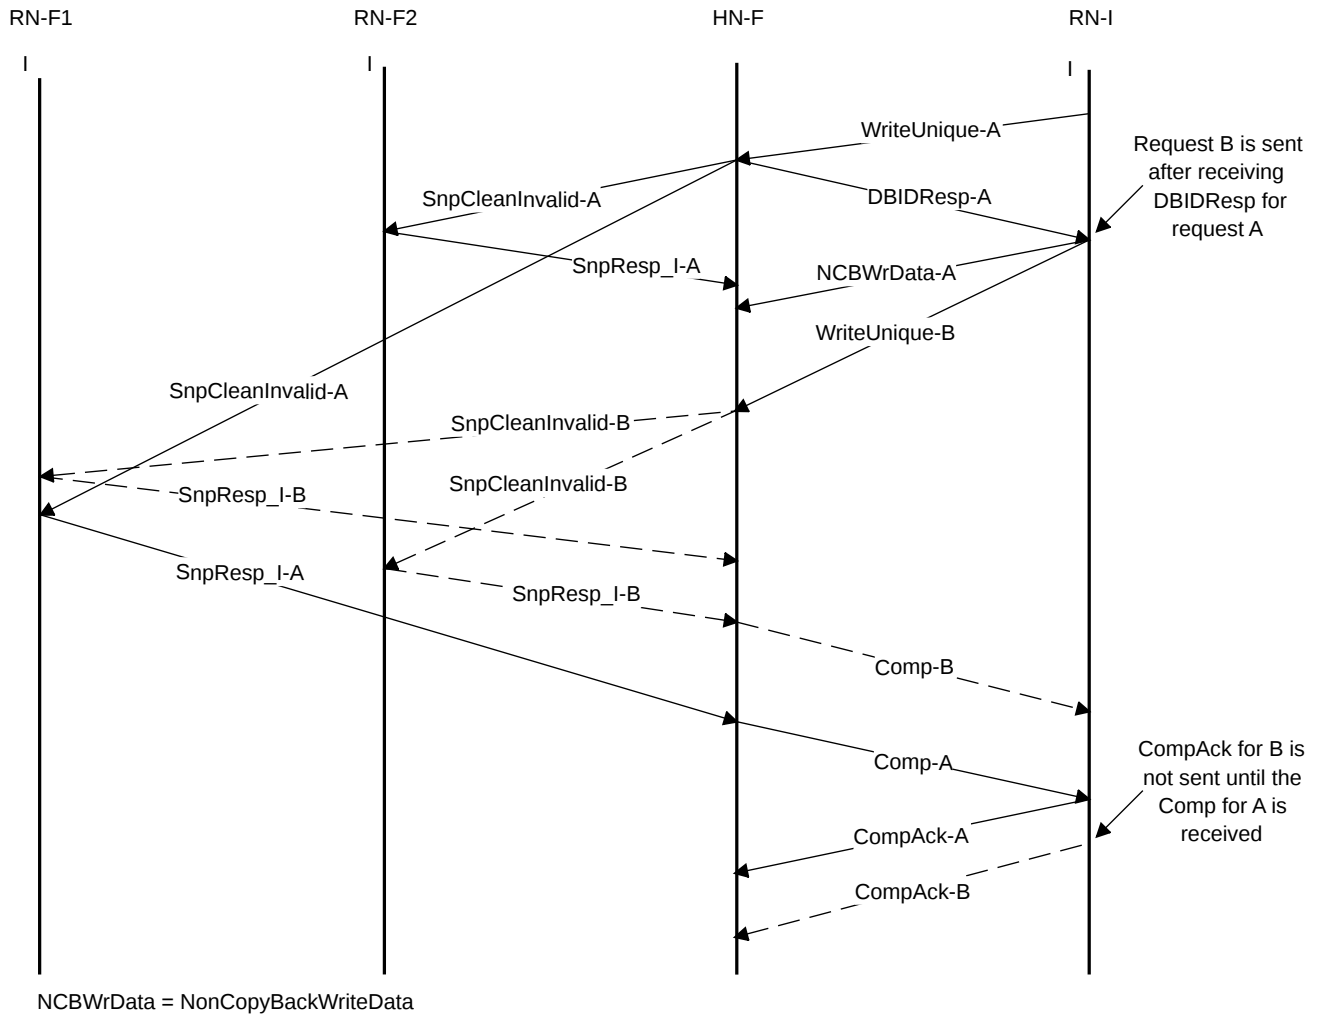 RN-F1
RN-F2
HN-F
RN-I
I
I
I
WriteUnique-A
Request B is sent
after receiving
DBIDResp for
request A
SnpCleanInvalid-A
DBIDResp-A
SnpResp_I-A
NCBWrData-A
WriteUnique-B
SnpCleanInvalid-A
SnpCleanInvalid-B
SnpCleanInvalid-B
SnpResp_I-B
SnpResp_I-A
SnpResp_I-B
Comp-B
Comp-A
CompAck for B is
not sent until the
Comp for A is
received
CompAck-A
CompAck-B
NCBWrData = NonCopyBackWriteData